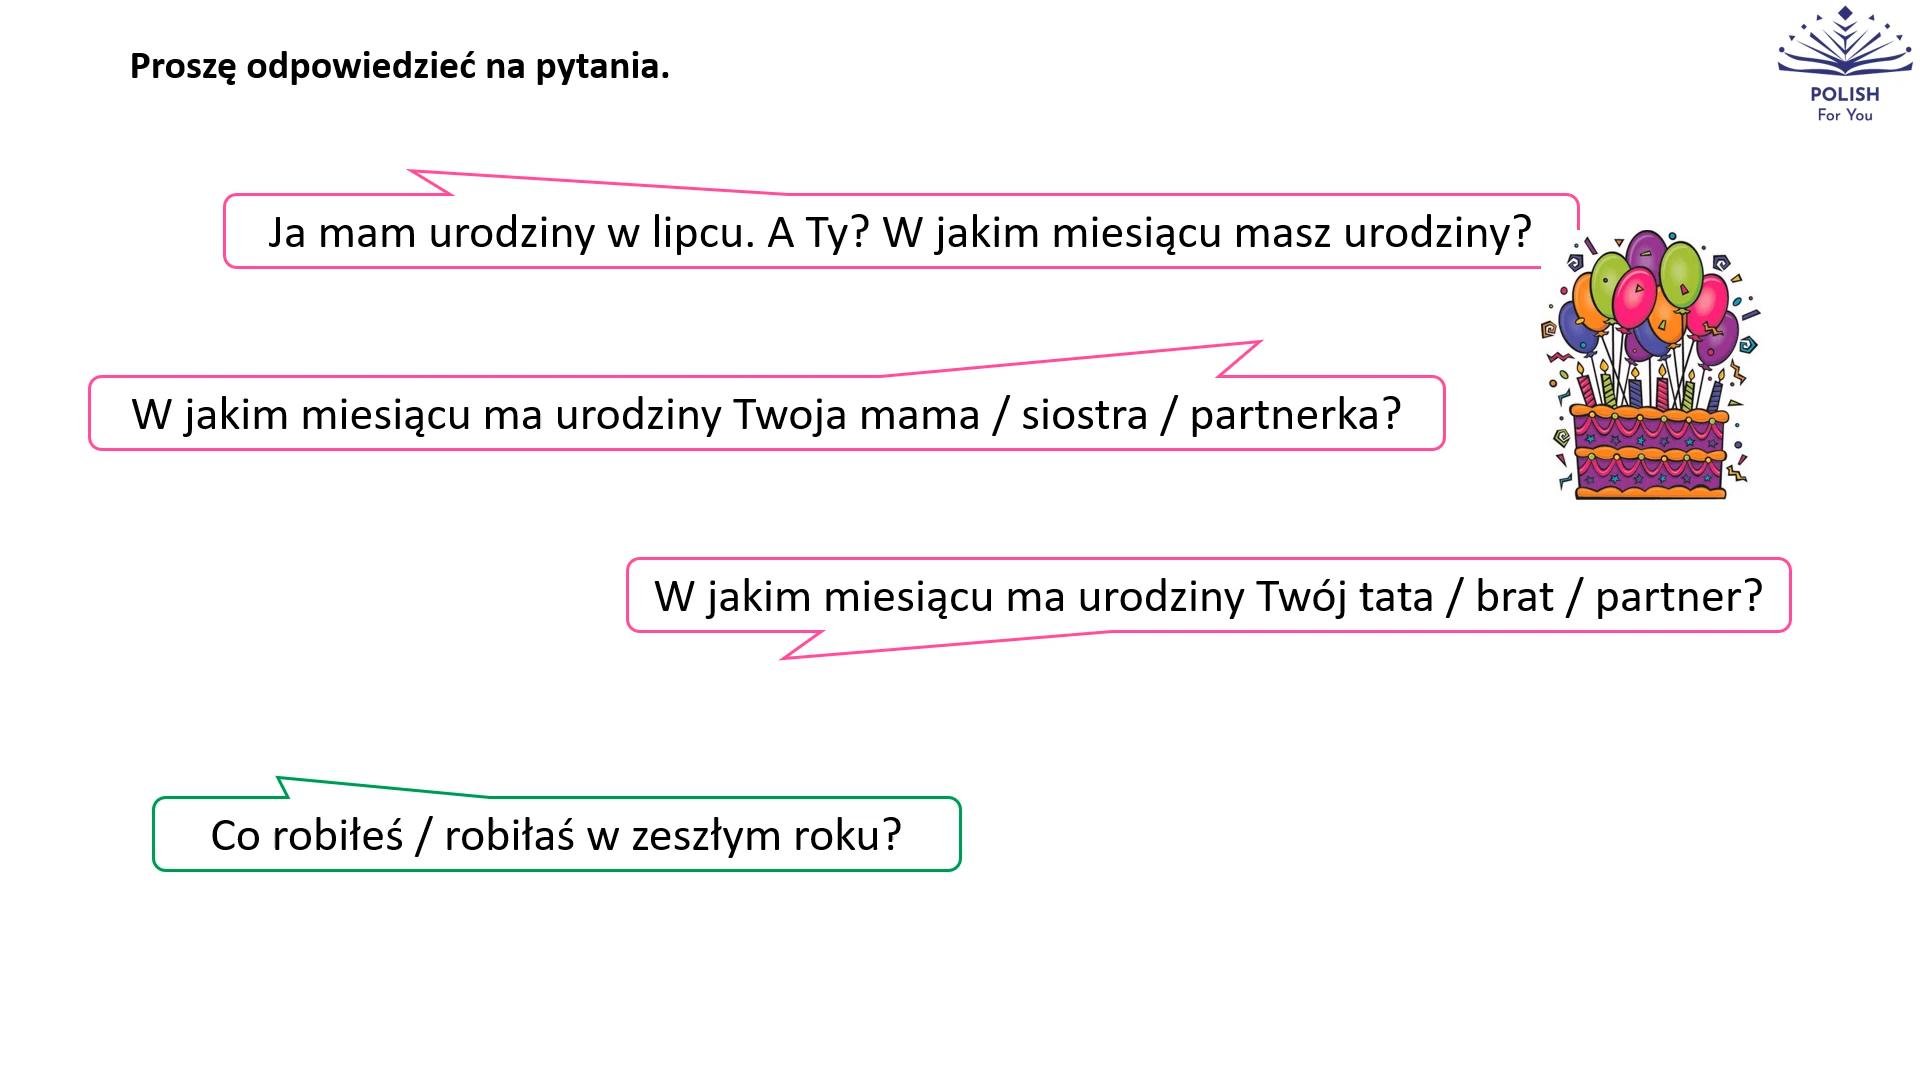 Proszę odpowiedzieć na pytania.
POLISH
For You
Ja mam urodziny w lipcu. A Ty? W jakim miesiącu masz urodziny?
W jakim miesiącu ma urodziny Twoja mama / siostra / partnerka?
W jakim miesiącu ma urodziny Twój tata / brat / partner?
Co robiłeś / robiłaś w zeszłym roku?